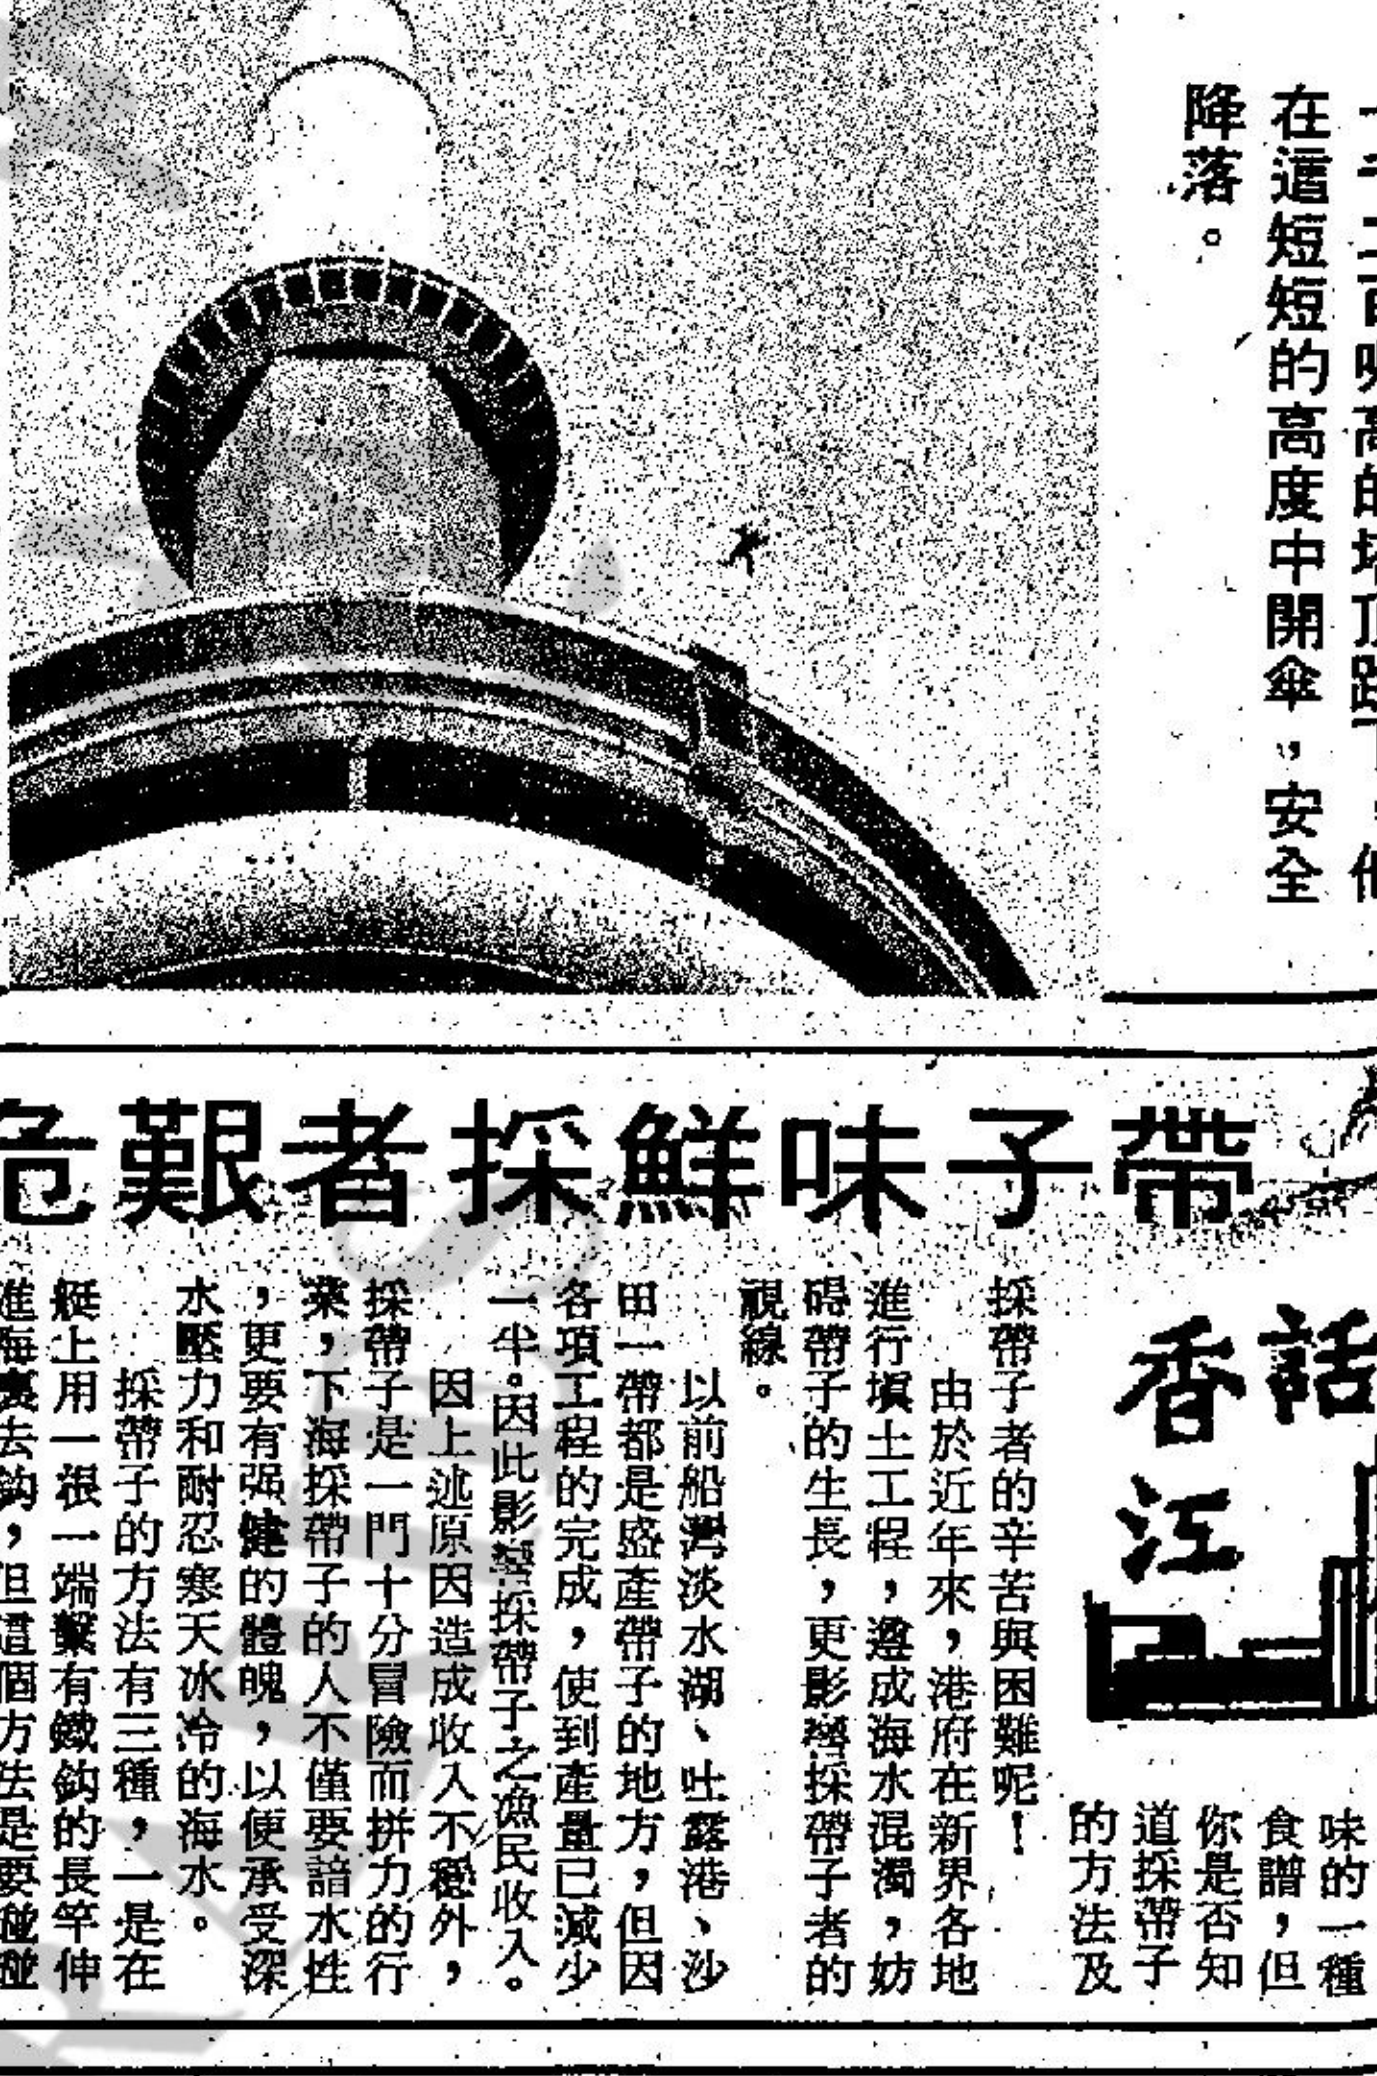 在這短短的高度中開傘，安全
降落。
帶子味鮮採者艱危
話
香江
味的一種
食譜，但
你是否知
道採帶子
的方法及
採帶子者的辛苦與困難呢！
由於近年來，港府在新界各地
進行填土工程，造成海水混濁，妨
碍帶子的生長，更影響採帶子者的
視線。
以前船灣淡水湖、吐露港、沙
田一帶都是盛產帶子的地方，但因
各項工程的完成，使到產量已減少
一半。因此影響採帶子之漁民收入。
因上述原因造成收入不穩外，
採帶子是一門十分冒險而拼力的行
業，下海採帶子的人不僅要諳水性
，更要有强健的體魄，以便承受深
水壓力和耐忍寒天冰冷的海水。
採帶子的方法有三種，一是在
艇上用一根一端繫有鐵鈎的長竿伸
進海裏去鈎，但這個方法是要碰碰